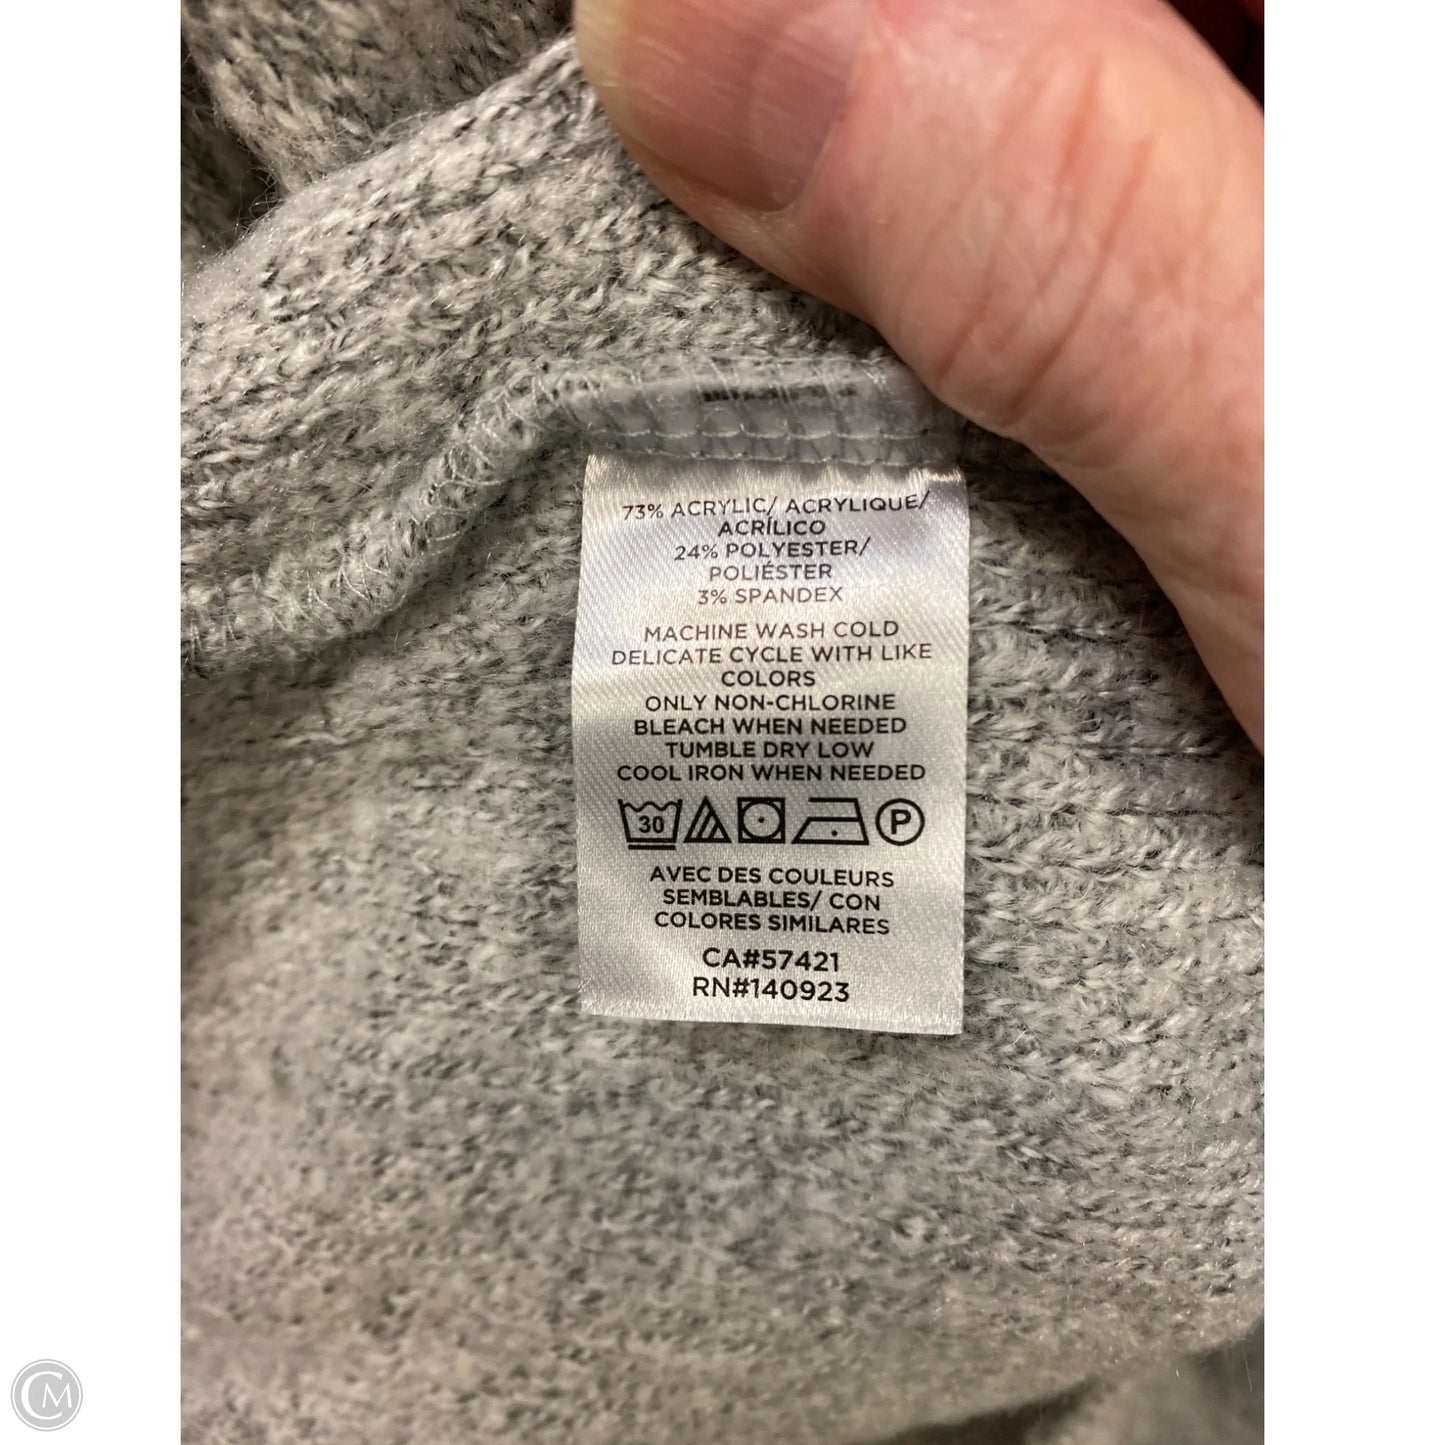 73% ACRYLIC/ ACRYLIQUE/
ACRÍLICO
24% POLYESTER/
POLIÉSTER
3% SPANDEX
MACHINE WASH COLD
DELICATE CYCLE WITH LIKE
COLORS
ONLY NON-CHLORINE
BLEACH WHEN NEEDED
TUMBLE DRY LOW
COOL IRON WHEN NEEDED
30 P
AVEC DES COULEURS
SEMBLABLES/ CON
COLORES SIMILARES
CA#57421
RN#140923
CM